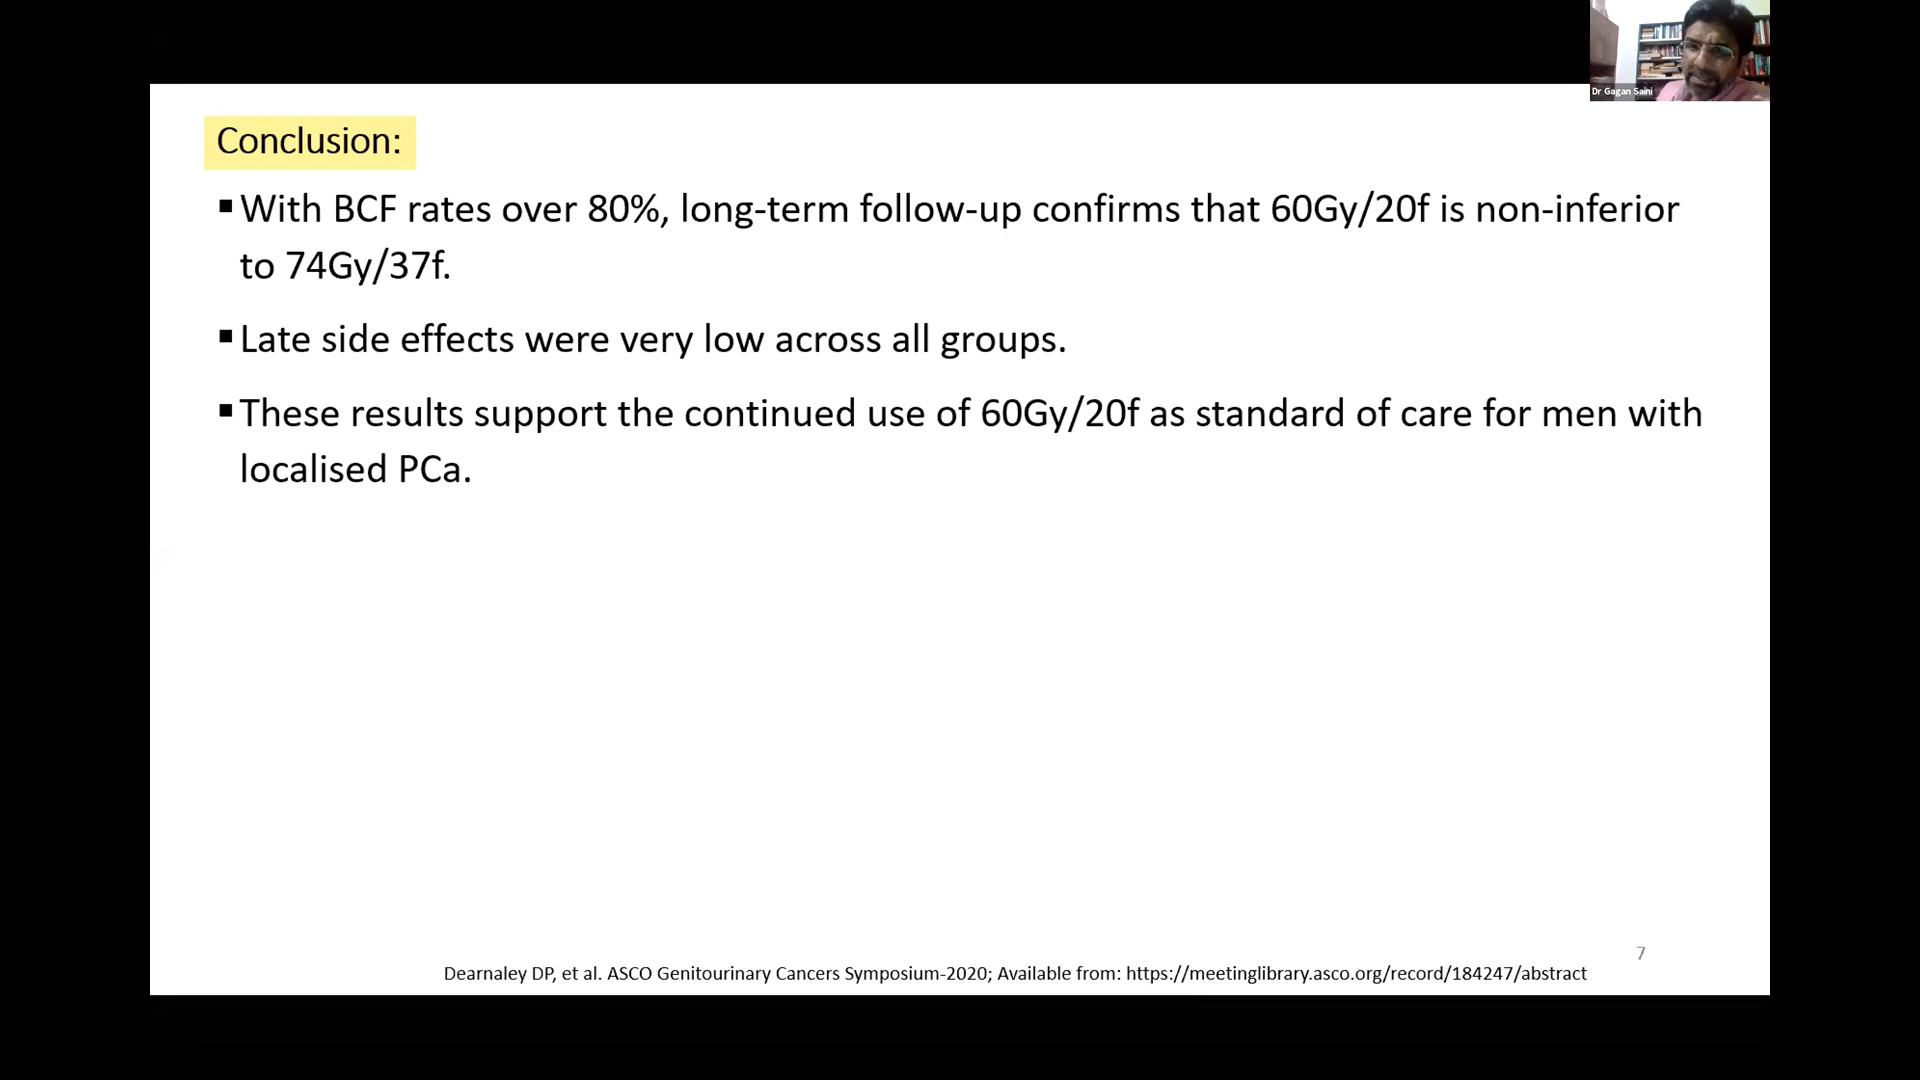 Dr Gagan Saini
Conclusion:
▪With BCF rates over 80%, long-term follow-up confirms that 60Gy/20f is non-inferior
to 74Gy/37f.
▪Late side effects were very low across all groups.
▪These results support the continued use of 60Gy/20f as standard of care for men with
localised PCa.
7
Dearnaley DP, et al. ASCO Genitourinary Cancers Symposium-2020; Available from: https://meetinglibrary.asco.org/record/184247/abstract